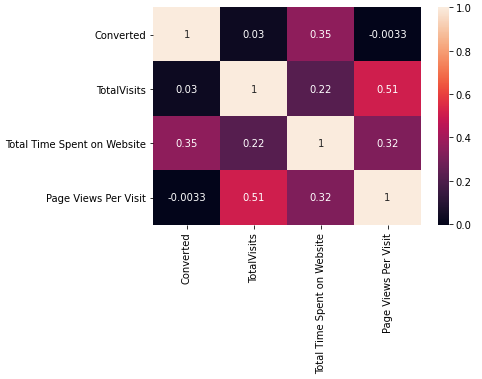 Converted 1 0.03 0.35 -0.0033
TotalVisits 0.03 1 0.22 0.51
Total Time Spent on Website 0.35 0.22 1 0.32
Page Views Per Visit -0.0033 0.51 0.32 1
Converted
TotalVisits
Total Time Spent on Website
Page Views Per Visit
1.0
0.8
0.6
0.4
0.2
0.0